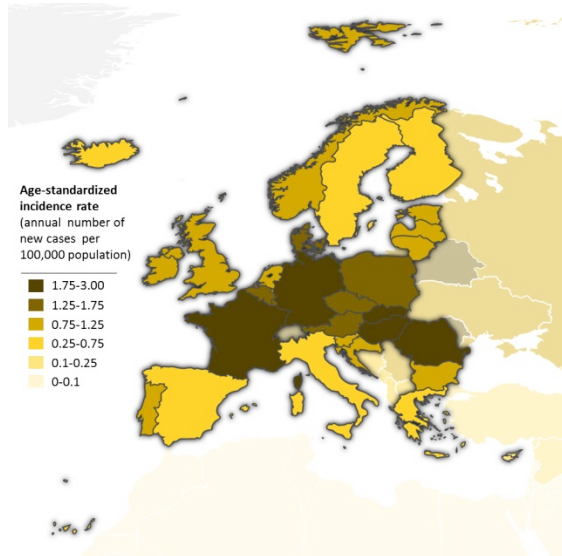 Age-standardized
incidence rate
(annual number of
new cases per
100,000 population)
1.75-3.00
1.25-1.75
0.75-1.25
0.25-0.75
0.1-0.25
0-0.1